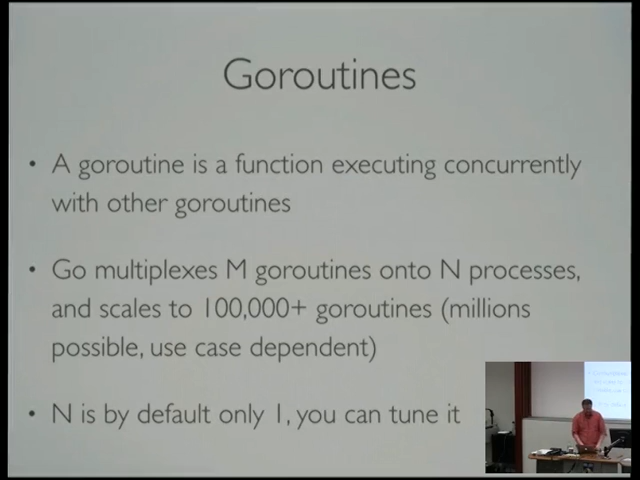 Goroutines
• A goroutine is a function executing concurrently
with other goroutines
• Go multiplexes M goroutines onto N processes,
and scales to 100,000+ goroutines (millions
possible, use case dependent)
• N is by default only 1, you can tune it